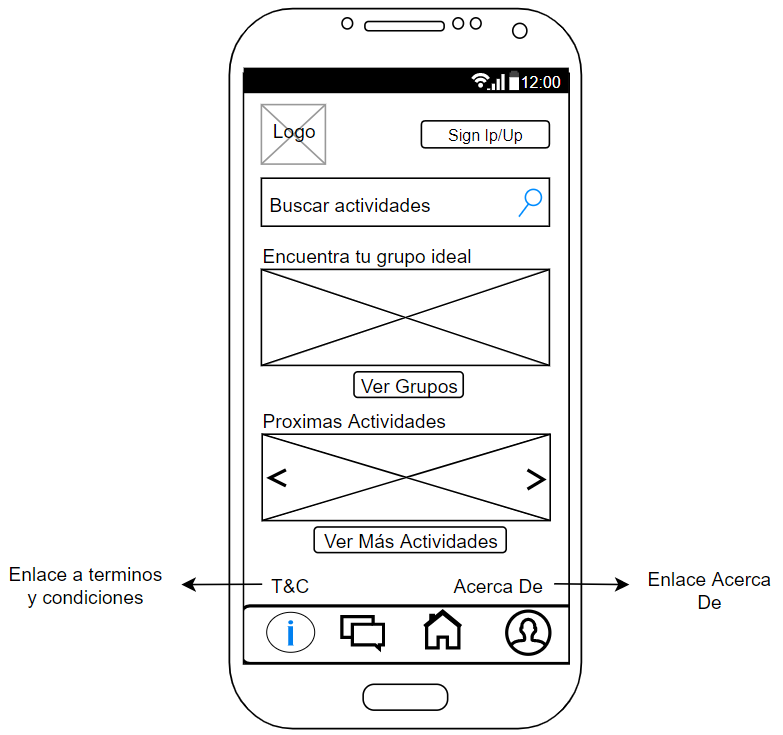 12:00
Logo
Sign Ip/Up
Buscar actividades
Encuentra tu grupo ideal
Ver Grupos
Proximas Actividades
<
>
Ver Más Actividades
Enlace a terminos
y condiciones
T&C
Acerca De
Enlace Acerca
De
i